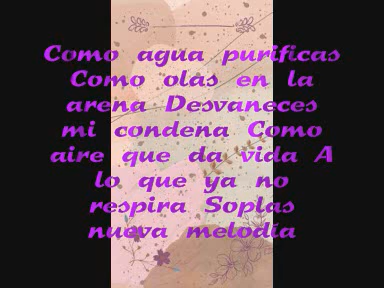 Como agua purificas
Como olas en la
arena Desvaneces
mi condena Como
aire que da vida A
lo que ya no
respira Soplas
nueva melodía